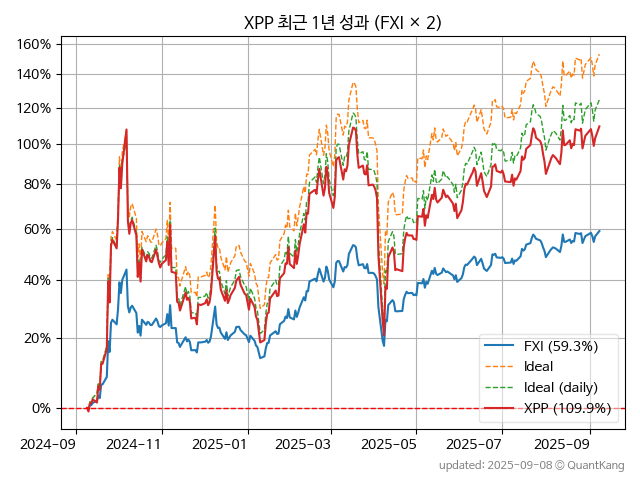 XPP 최근 1년 성과 (FXI × 2)
160%
140%
120%
100%
80%
60%
40%
20%
0%
2024-09
2024-11
2025-01
2025-03
2025-05
2025-07
2025-09
FXI (59.3%)
Ideal
Ideal (daily)
XPP (109.9%)
updated: 2025-09-08 © QuantKang